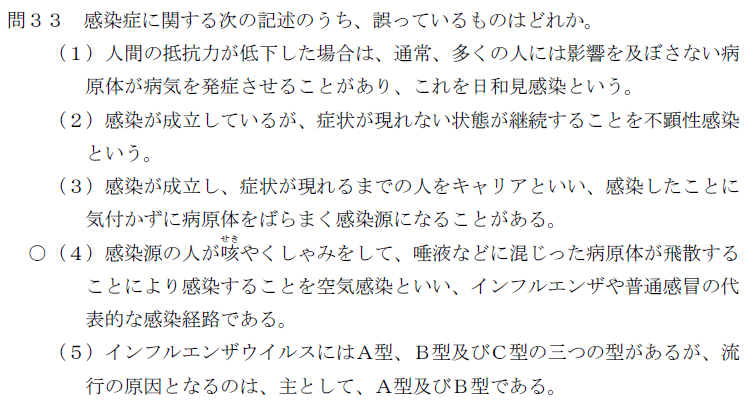 問33 感染症に関する次の記述のうち、誤っているものはどれか。
(1)人間の抵抗力が低下した場合は、通常、多くの人には影響を及ぼさない病
原体が病気を発症させることがあり、これを日和見感染という。
(2)感染が成立しているが、症状が現れない状態が継続することを不顕性感染
という。
(3)感染が成立し、症状が現れるまでの人をキャリアといい、感染したことに
気付かずに病原体をばらまく感染源になることがある。
せき
○(4)感染源の人が咳やくしゃみをして、唾液などに混じった病原体が飛散する
ことにより感染することを空気感染といい、インフルエンザや普通感冒の代
表的な感染経路である。
(5)インフルエンザウイルスにはA型、B型及びC型の三つの型があるが、流
行の原因となるのは、主として、A型及びB型である。